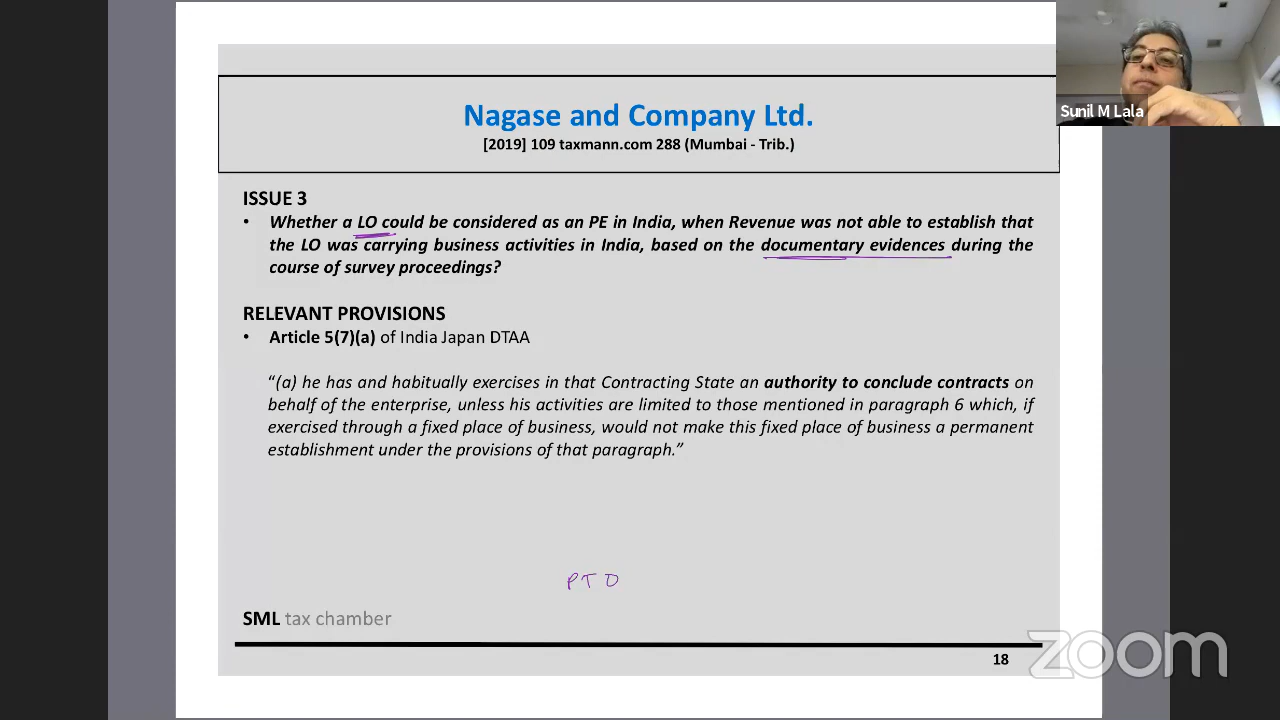 Nagase and Company Ltd.
[2019] 109 taxmann.com 288 (Mumbai - Trib.)
Sunil M Lala
ISSUE 3
• Whether a LO could be considered as an PE in India, when Revenue was not able to establish that
the LO was carrying business activities in India, based on the documentary evidences during the
course of survey proceedings?
RELEVANT PROVISIONS
• Article 5(7)(a) of India Japan DTAA
“(a) he has and habitually exercises in that Contracting State an authority to conclude contracts on
behalf of the enterprise, unless his activities are limited to those mentioned in paragraph 6 which, if
exercised through a fixed place of business, would not make this fixed place of business a permanent
establishment under the provisions of that paragraph.”
PTO
SML tax chamber
18
zoom